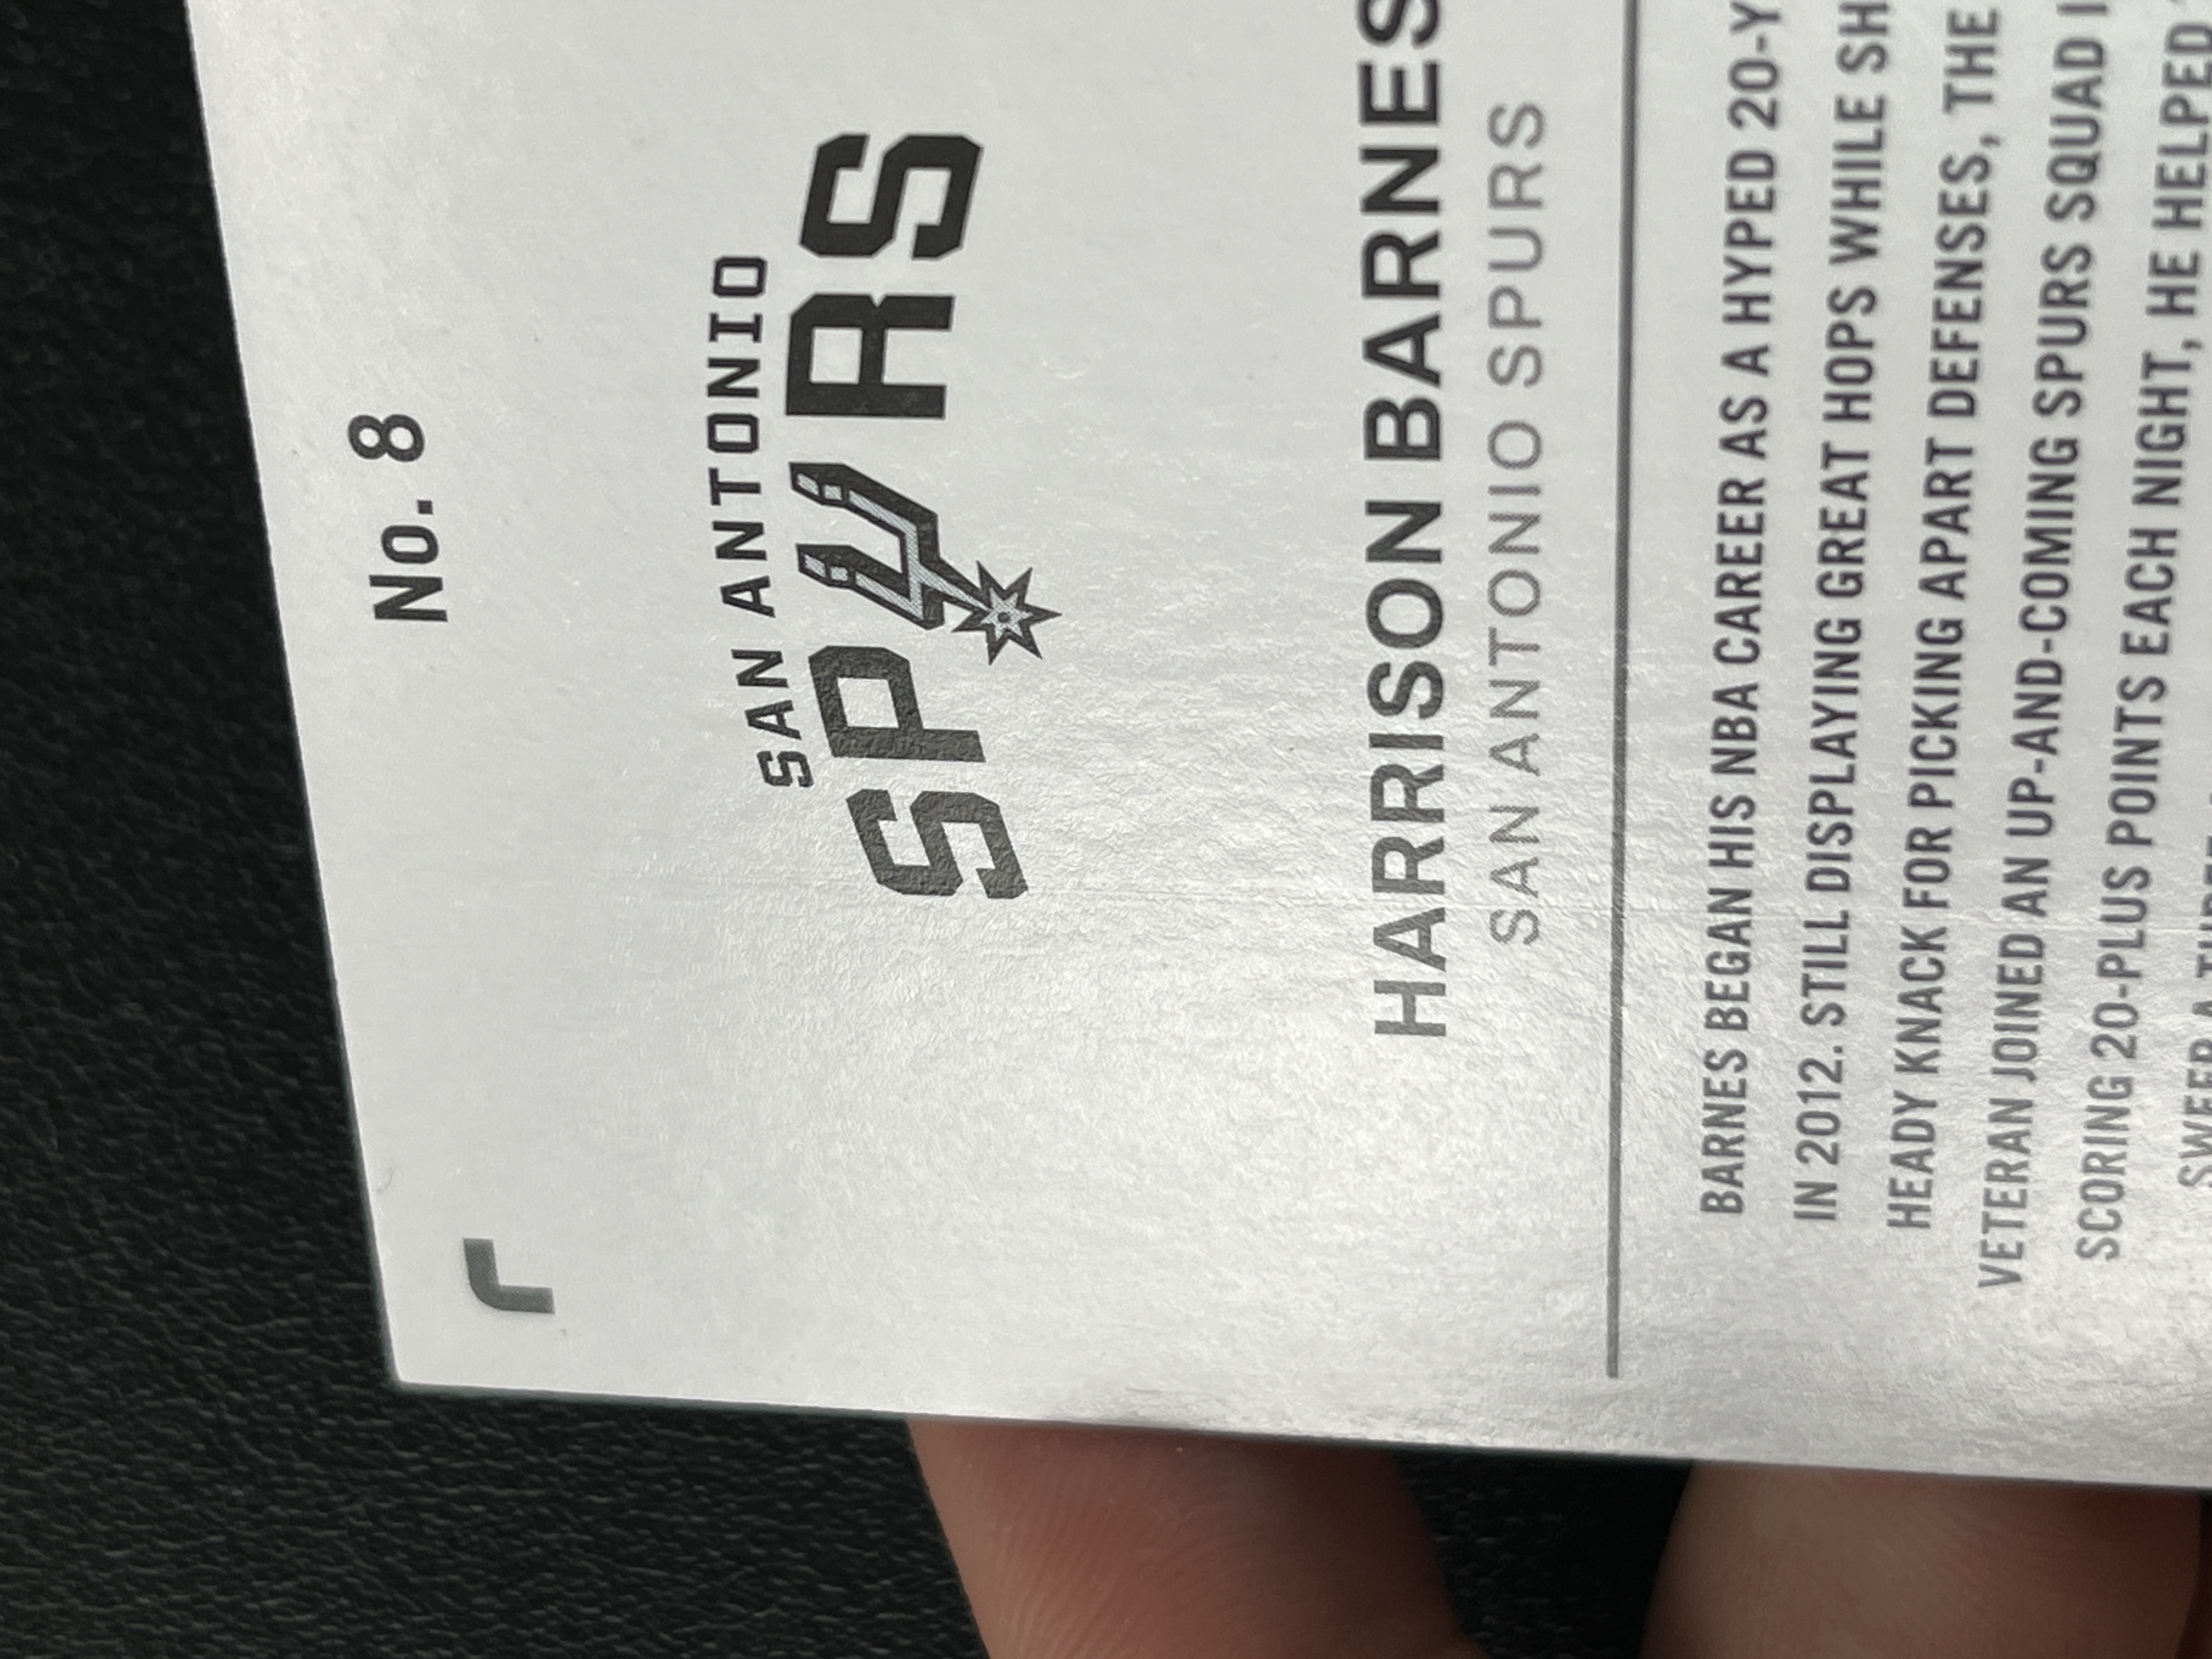 No. 8
SAN ANTONIO
SPURS
HARRISON BARNES
SAN ANTONIO SPURS
BARNES BEGAN HIS NBA CAREER AS A HYPED 20-Y
IN 2012. STILL DISPLAYING GREAT HOPS WHILE SH
HEADY KNACK FOR PICKING APART DEFENSES, THE
VETERAN JOINED AN UP-AND-COMING SPURS SQUAD I
SCORING 20-PLUS POINTS EACH NIGHT, HE HELPED